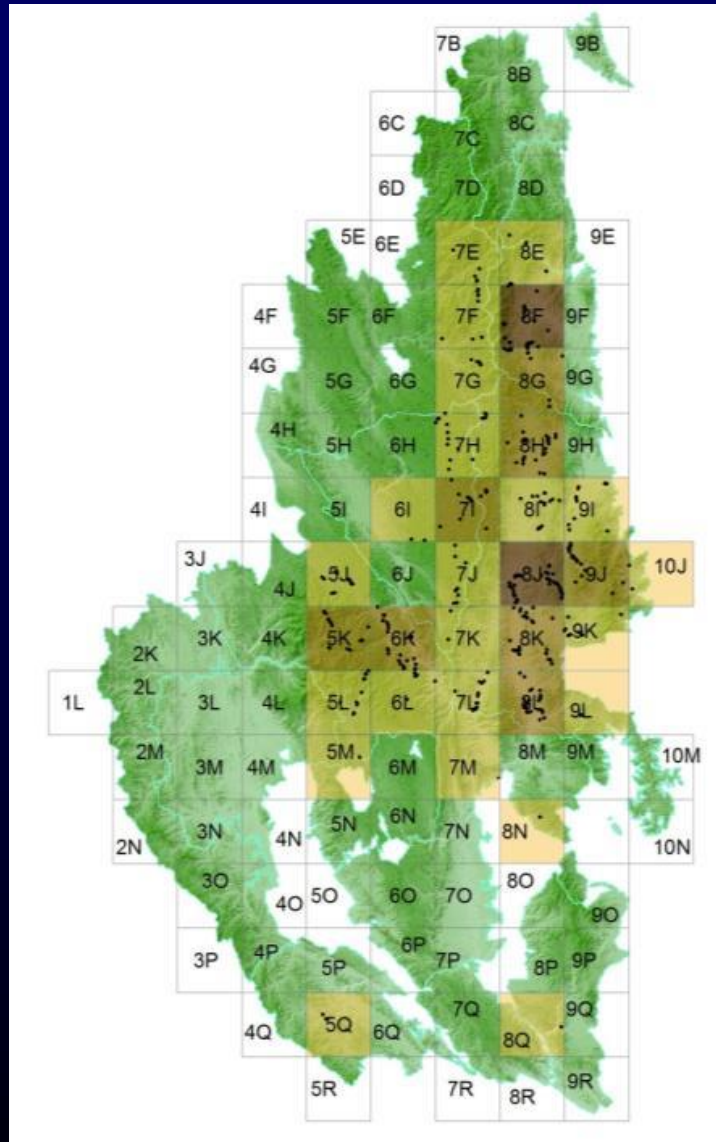 7B 9B
8B
6C 7C 8C
6D 7D 8D
5E 6E 7E 8E 9E
4F 5F 6F 7F 8F 9F
4G 5G 6G 7G 8G 9G
4H 5H 6H 7H 8H 9H
4I 5I 6I 7I 8I 9I
3J 4J 5J 6J 7J 8J 9J 10J
2K 3K 4K 5K 6K 7K 8K 9K
1L 2L 3L 4L 5L 6L 7L 8L 9L
2M 3M 4M 5M 6M 7M 8M 9M 10M
2N 3N 4N 5N 6N 7N 8N 10N
3O 4O 5O 6O 7O 8O 9O
3P 4P 5P 6P 7P 8P 9P
4Q 5Q 6Q 7Q 8Q 9Q
5R 7R 8R 9R